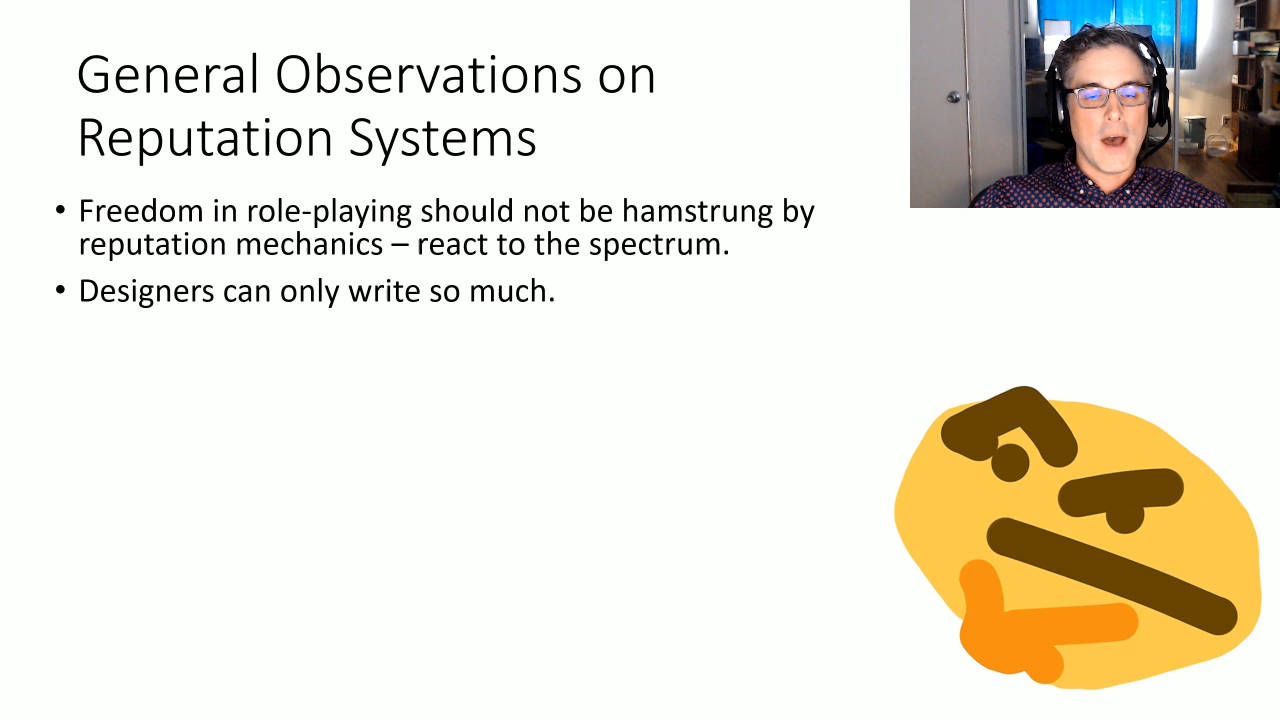 General Observations on
Reputation Systems
• Freedom in role-playing should not be hamstrung by
reputation mechanics – react to the spectrum.
• Designers can only write so much.